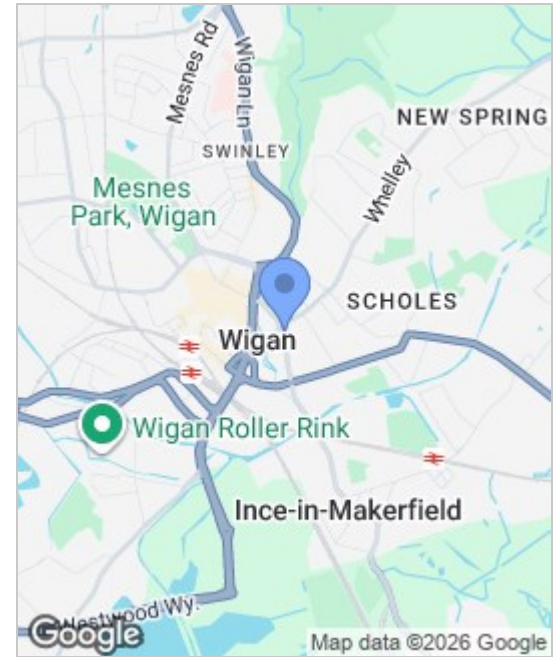 Mesnes Rd
Wigan Ln
NEW SPRING
SWINLEY
Mesnes
Park, Wigan
Whelley
SCHOLES
Wigan
Wigan Roller Rink
Ince-in-Makerfield
Westwood Wy.
Google
Map data ©2026 Google